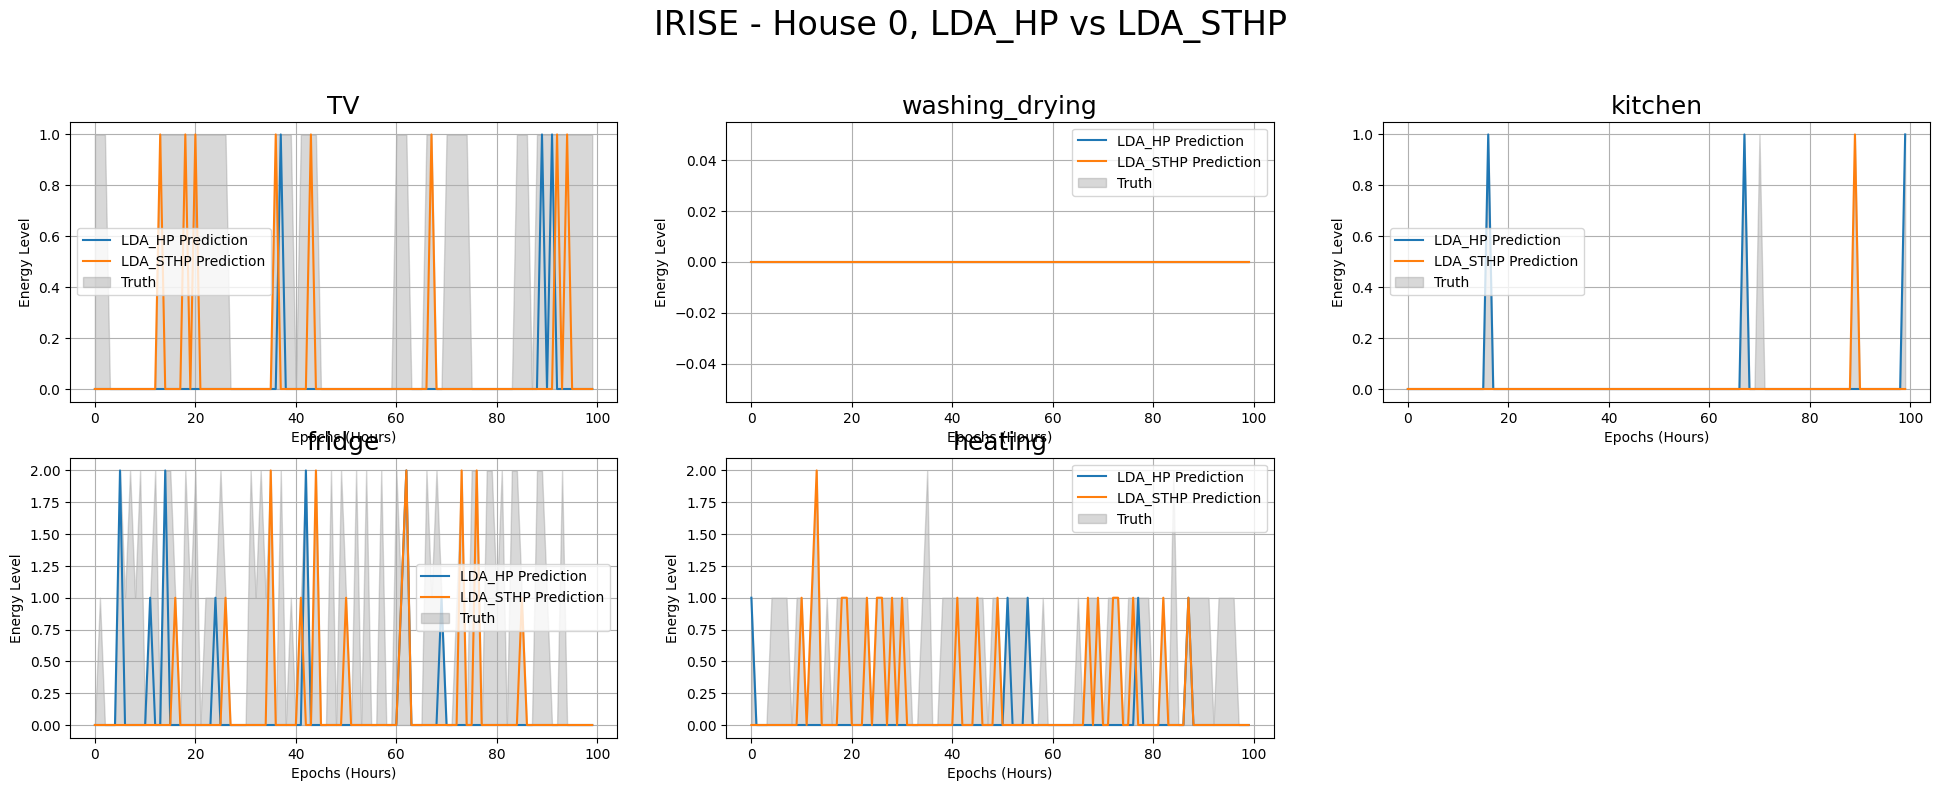 IRISE - House 0, LDA_HP vs LDA_STHP
TV
1.0
0.8
0.6
0.4
0.2
0.0
Energy Level
LDA_HP Prediction
LDA_STHP Prediction
Truth
0
20
40
60
80
100
Epochs (Hours)
washing_drying
0.04
0.02
0.00
−0.02
−0.04
Energy Level
LDA_HP Prediction
LDA_STHP Prediction
Truth
0
20
40
60
80
100
Epochs (Hours)
kitchen
1.0
0.8
0.6
0.4
0.2
0.0
Energy Level
LDA_HP Prediction
LDA_STHP Prediction
Truth
0
20
40
60
80
100
Epochs (Hours)
fridge
2.00
1.75
1.50
1.25
1.00
0.75
0.50
0.25
0.00
Energy Level
LDA_HP Prediction
LDA_STHP Prediction
Truth
0
20
40
60
80
100
Epochs (Hours)
heating
2.00
1.75
1.50
1.25
1.00
0.75
0.50
0.25
0.00
Energy Level
LDA_HP Prediction
LDA_STHP Prediction
Truth
0
20
40
60
80
100
Epochs (Hours)